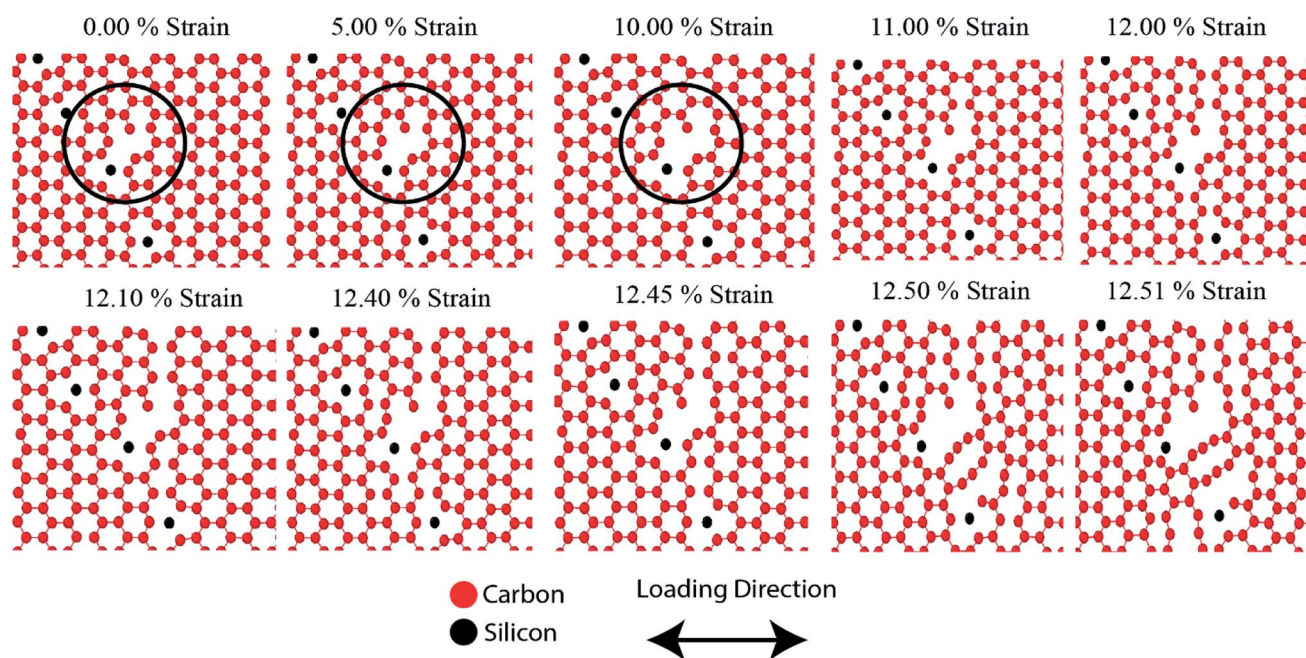 0.00 % Strain
5.00 % Strain
10.00 % Strain
11.00 % Strain
12.00 % Strain
12.10 % Strain
12.40 % Strain
12.45 % Strain
12.50 % Strain
12.51 % Strain
Carbon
Loading Direction
Silicon